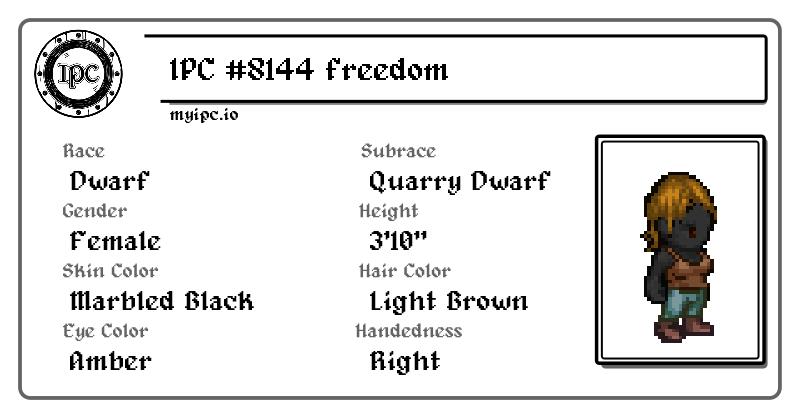 IPC
IPC #8144 freedom
myipc.io
Race
Subrace
Dwarf
Quarry Dwarf
Gender
Height
Female
3'10"
Skin Color
Hair Color
Marbled Black
Light Brown
Eye Color
Handedness
Amber
Right